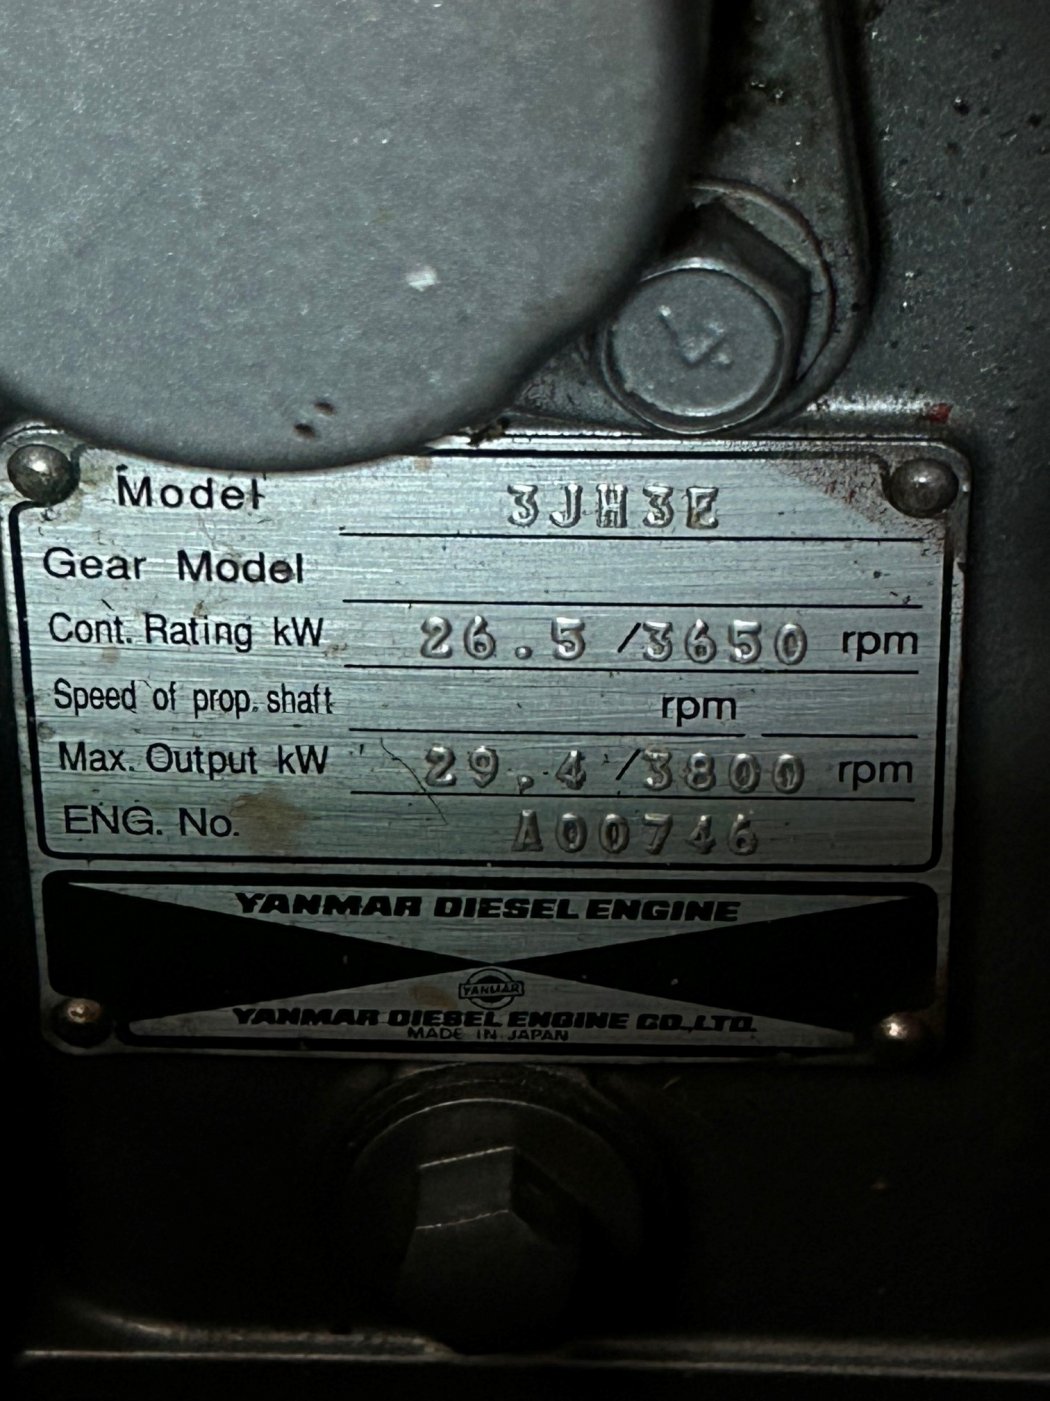 4
Model 3JH3E
Gear Model
Cont. Rating kW 26.5 /3650 rpm
Speed of prop. shaft rpm
Max. Output kW 29.4 /3800 rpm
ENG. No. A00746
YANMAR DIESEL ENGINE
YANMAR
YANMAR DIESEL ENGINE CO.,LTD.
MADE IN JAPAN